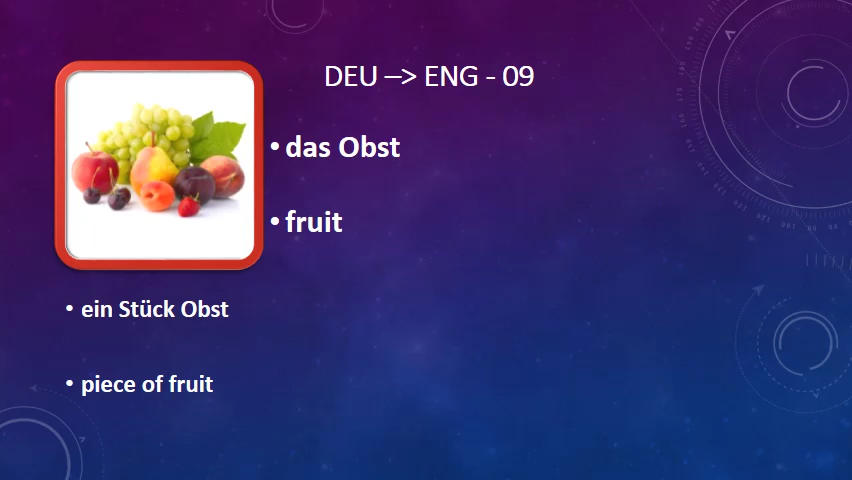 DEU –> ENG - 09
• das Obst
• fruit
• ein Stück Obst
• piece of fruit